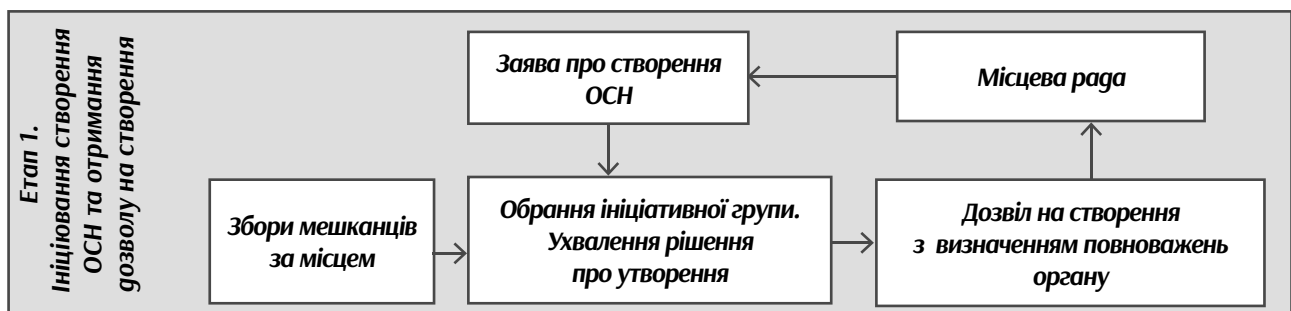 Етап 1.
Ініціювання створення
ОСН та отримання
дозволу на створення
Заява про створення
ОСН
Місцева рада
Збори мешканців
за місцем
Обрання ініціативної групи.
Ухвалення рішення
про утворення
Дозвіл на створення
з визначенням повноважень
органу